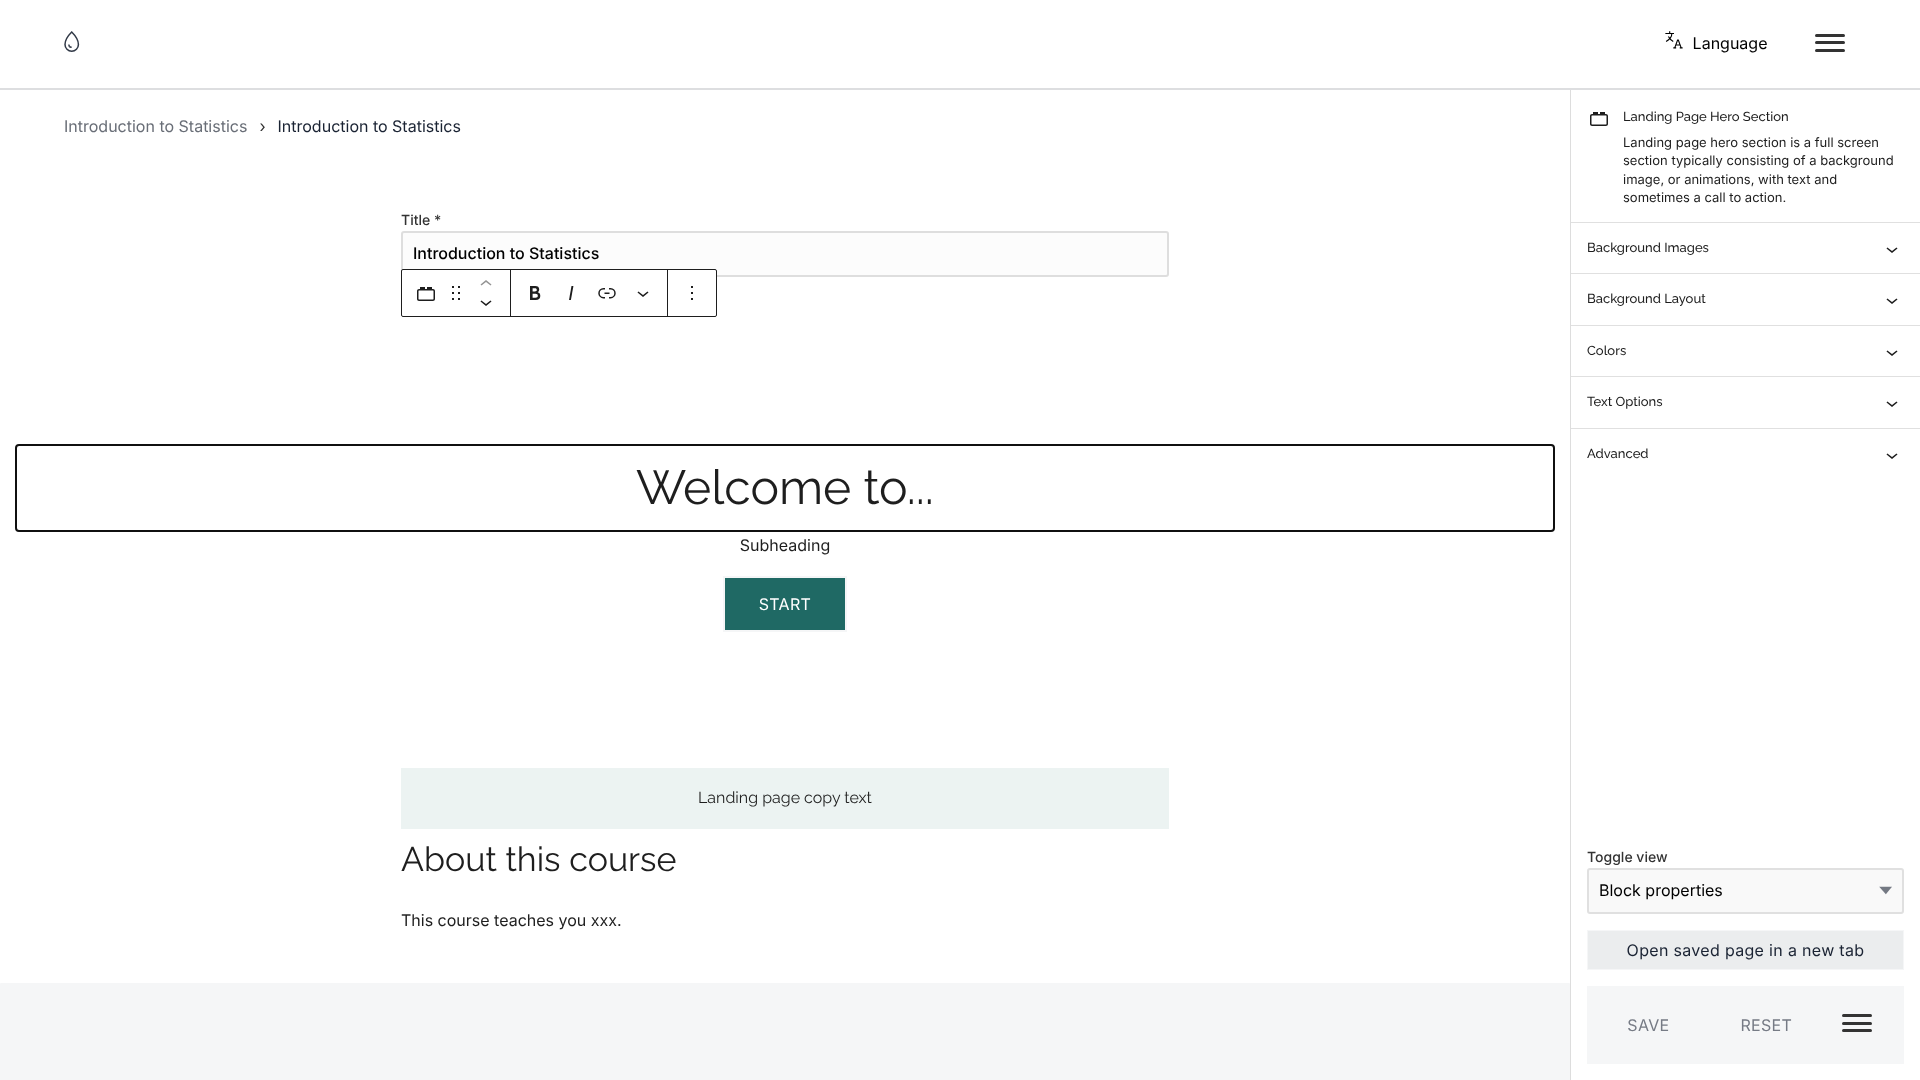 Language
Introduction to Statistics › Introduction to Statistics
Title *
Introduction to Statistics
B I
Welcome to...
Subheading
START
Landing page copy text
About this course
This course teaches you xxx.
Landing Page Hero Section
Landing page hero section is a full screen
section typically consisting of a background
image, or animations, with text and
sometimes a call to action.
Background Images
Background Layout
Colors
Text Options
Advanced
Toggle view
Block properties
Open saved page in a new tab
SAVE RESET